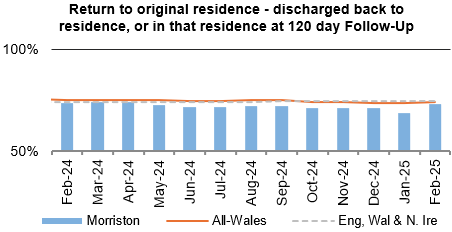 Return to original residence - discharged back to
residence, or in that residence at 120 day Follow-Up
100%
50%
Feb-24
Mar-24
Apr-24
May-24
Jun-24
Jul-24
Aug-24
Sep-24
Oct-24
Nov-24
Dec-24
Jan-25
Feb-25
Morriston All-Wales Eng, Wal & N. Ire